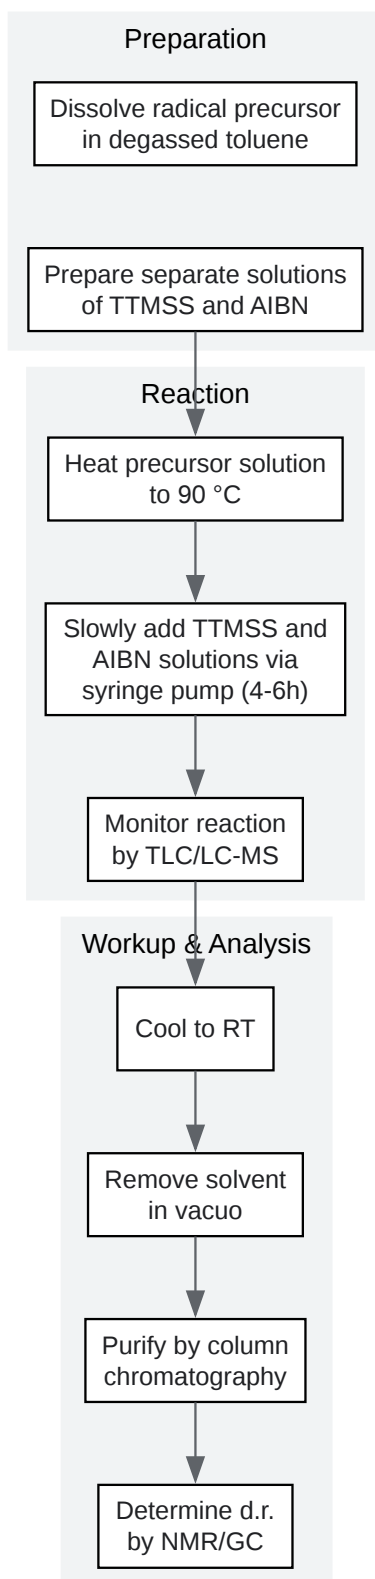 Preparation
Dissolve radical precursor
in degassed toluene
Prepare separate solutions
of TTMSS and AIBN
Reaction
Heat precursor solution
to 90 °C
Slowly add TTMSS and
AIBN solutions via
syringe pump (4-6h)
Monitor reaction
by TLC/LC-MS
Workup & Analysis
Cool to RT
Remove solvent
in vacuo
Purify by column
chromatography
Determine d.r.
by NMR/GC